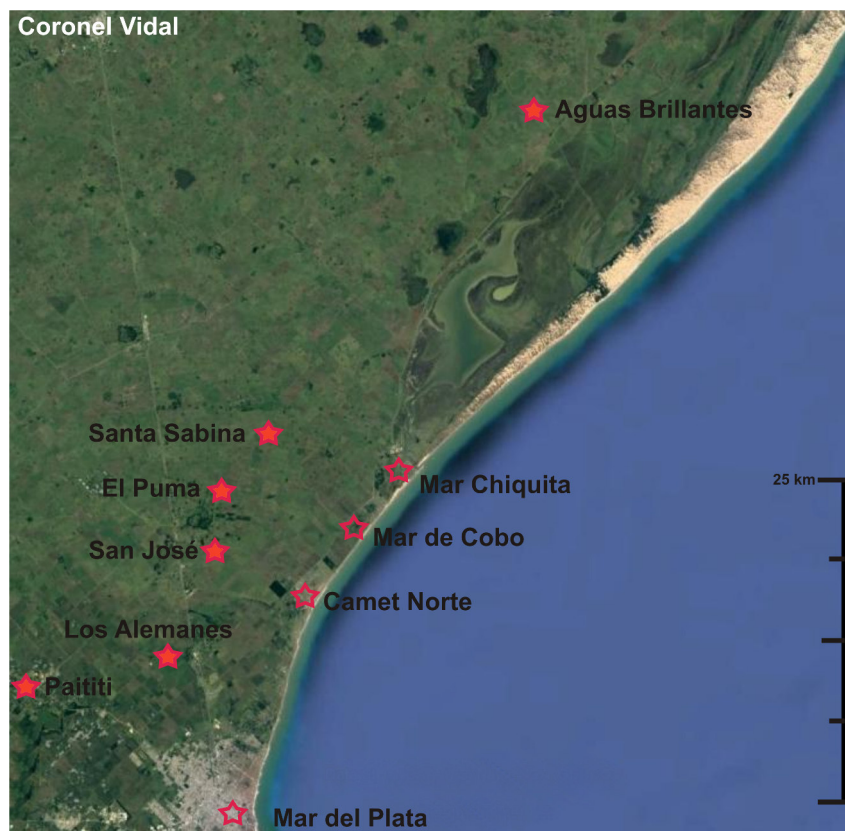 Coronel Vidal
Aguas Brillantes
Santa Sabina
Mar Chiquita
25 km
El Puma
Mar de Cobo
San José
Camet Norte
Los Alemanes
Paititi
Mar del Plata